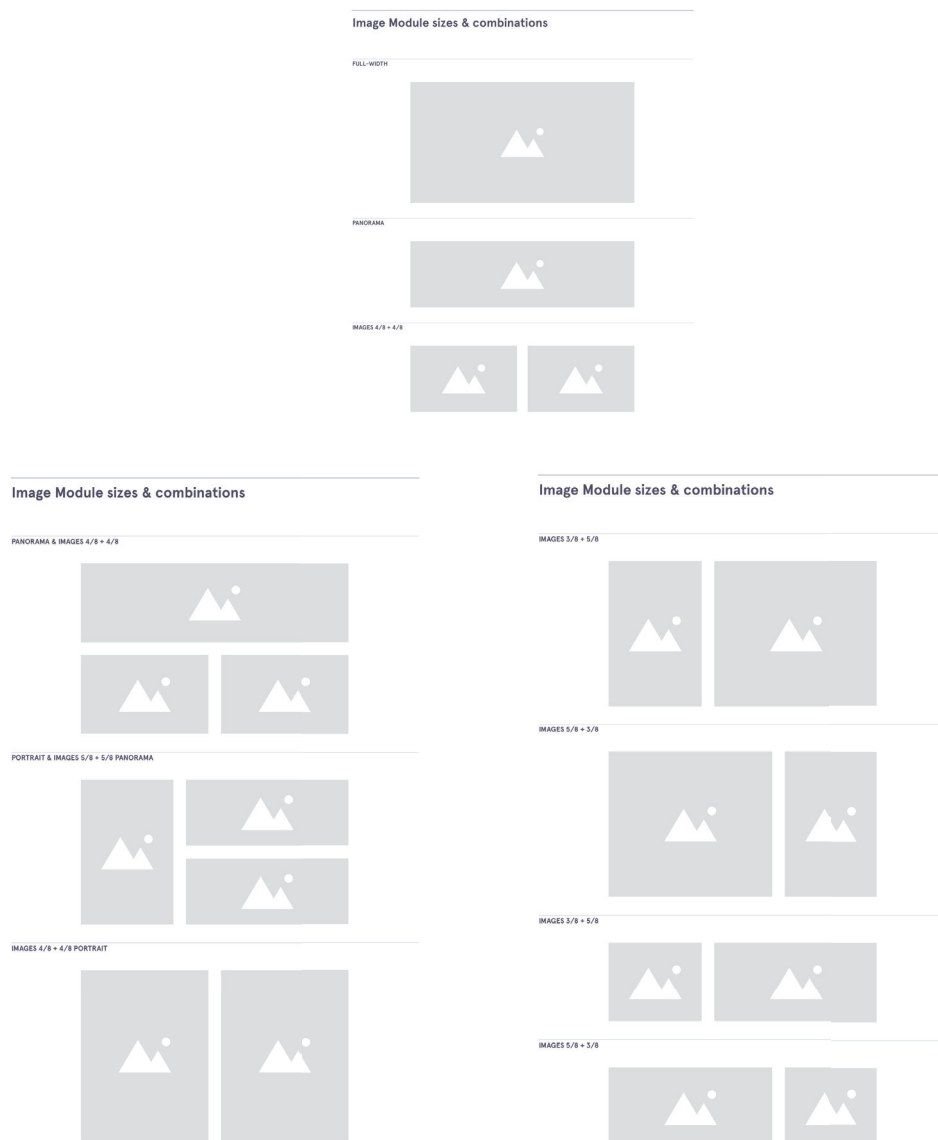 Image Module sizes & combinations
FULL-WIDTH
PANORAMA
IMAGES 4/8 + 4/8
Image Module sizes & combinations
PANORAMA & IMAGES 4/8 + 4/8
PORTRAIT & IMAGES 5/8 + 5/8 PANORAMA
IMAGES 4/8 + 4/8 PORTRAIT
Image Module sizes & combinations
IMAGES 3/8 + 5/8
IMAGES 5/8 + 3/8
IMAGES 3/8 + 5/8
IMAGES 5/8 + 3/8